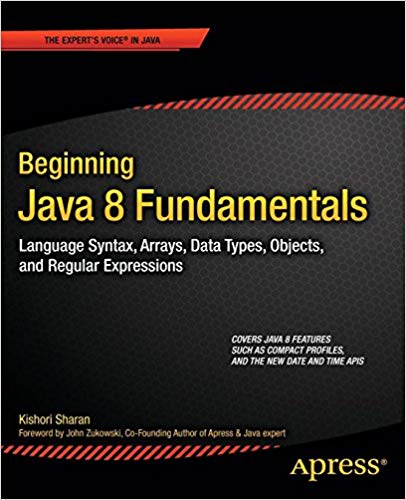 THE EXPERT'S VOICE® IN JAVA
Beginning
Java 8 Fundamentals
Language Syntax, Arrays, Data Types, Objects,
and Regular Expressions
COVERS JAVA 8 FEATURES
SUCH AS COMPACT PROFILES,
AND THE NEW DATE AND TIME APIS
Kishori Sharan
Foreword by John Zukowski, Co-Founding Author of Apress & Java expert
Apress®